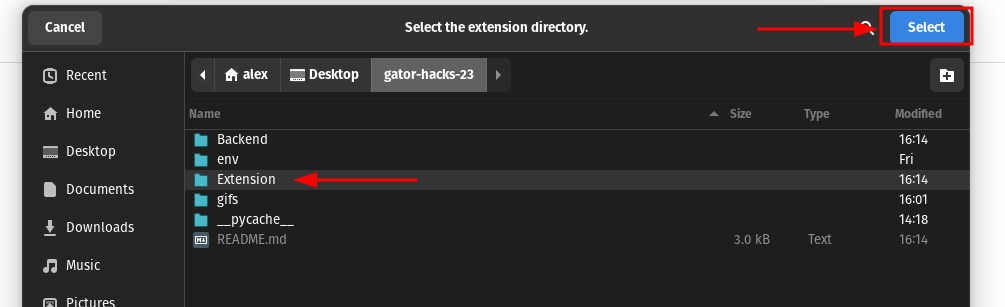 Cancel Select the extension directory. Select
Recent
Home
Desktop
Documents
Downloads
Music
Pictures
alex Desktop gator-hacks-23
Name Size Type Modified
Backend 16:14
env Fri
Extension 16:14
gifs 16:01
__pycache__ 14:18
README.md 3.0 kB Text 16:14